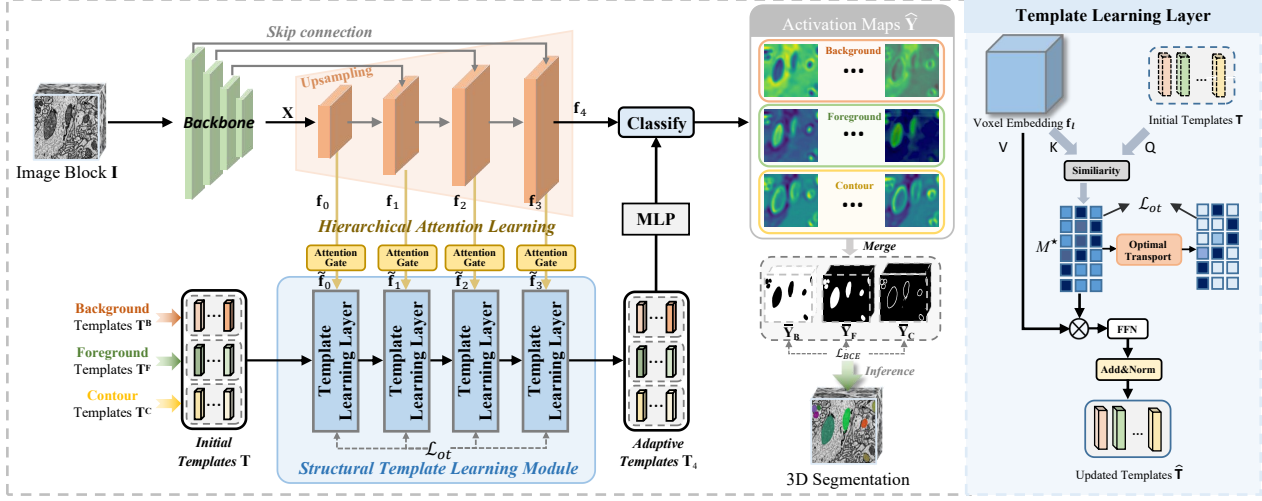 Skip connection
Upsampling
Backbone
X
f₄
Classify
Image Block I
f₀
f₁
f₂
f₃
Hierarchical Attention Learning
MLP
Attention Gate
Attention Gate
Attention Gate
Attention Gate
f̃₀
f̃₁
f̃₂
f̃₃
Background
Templates Tᴮ
Foreground
Templates Tᶠ
Contour
Templates Tᶜ
Initial
Templates T
Template
Learning Layer
Template
Learning Layer
Template
Learning Layer
Template
Learning Layer
ℒot
Structural Template Learning Module
Adaptive
Templates T₄
Activation Maps Ŷ
Background
•••
•••
Foreground
•••
•••
Contour
•••
•••
Merge
Ȳ_B
Ȳ_F
Ȳ_C
ℒBCE
Inference
3D Segmentation
Template Learning Layer
Voxel Embedding f_l
Initial Templates T
V
K
Q
Similiarity
ℒot
M★
Optimal
Transport
FFN
Add&Norm
Updated Templates T̂